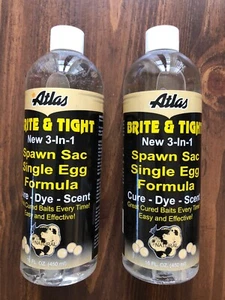 Atlas
BRITE & TIGHT
New 3-In-1
Spawn Sac
Single Egg
Formula
Cure - Dye - Scent
Great Cured Baits Every Time!
Easy and Effective!
Atlas
BRITE & TIGHT
New 3-In-1
Spawn Sac
Single Egg
Formula
Cure - Dye - Scent
Great Cured Baits Every Time!
Easy and Effective!